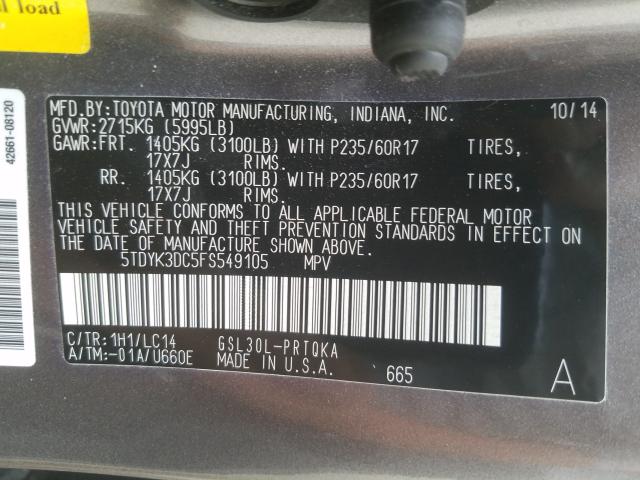 al load
42661-08120
MFD.BY:TOYOTA MOTOR MANUFACTURING, INDIANA, INC. 10/14
GVWR:2715KG (5995LB)
GAWR:FRT. 1405KG (3100LB) WITH P235/60R17 TIRES,
17X7J RIMS.
RR. 1405KG (3100LB) WITH P235/60R17 TIRES,
17X7J RIMS.
THIS VEHICLE CONFORMS TO ALL APPLICABLE FEDERAL MOTOR
VEHICLE SAFETY AND THEFT PREVENTION STANDARDS IN EFFECT ON
THE DATE OF MANUFACTURE SHOWN ABOVE.
5TDYK3DC5FS549105 MPV
C/TR:1H1/LC14 GSL30L-PRTQKA
A/TM:-01A/U660E MADE IN U.S.A. 665 A